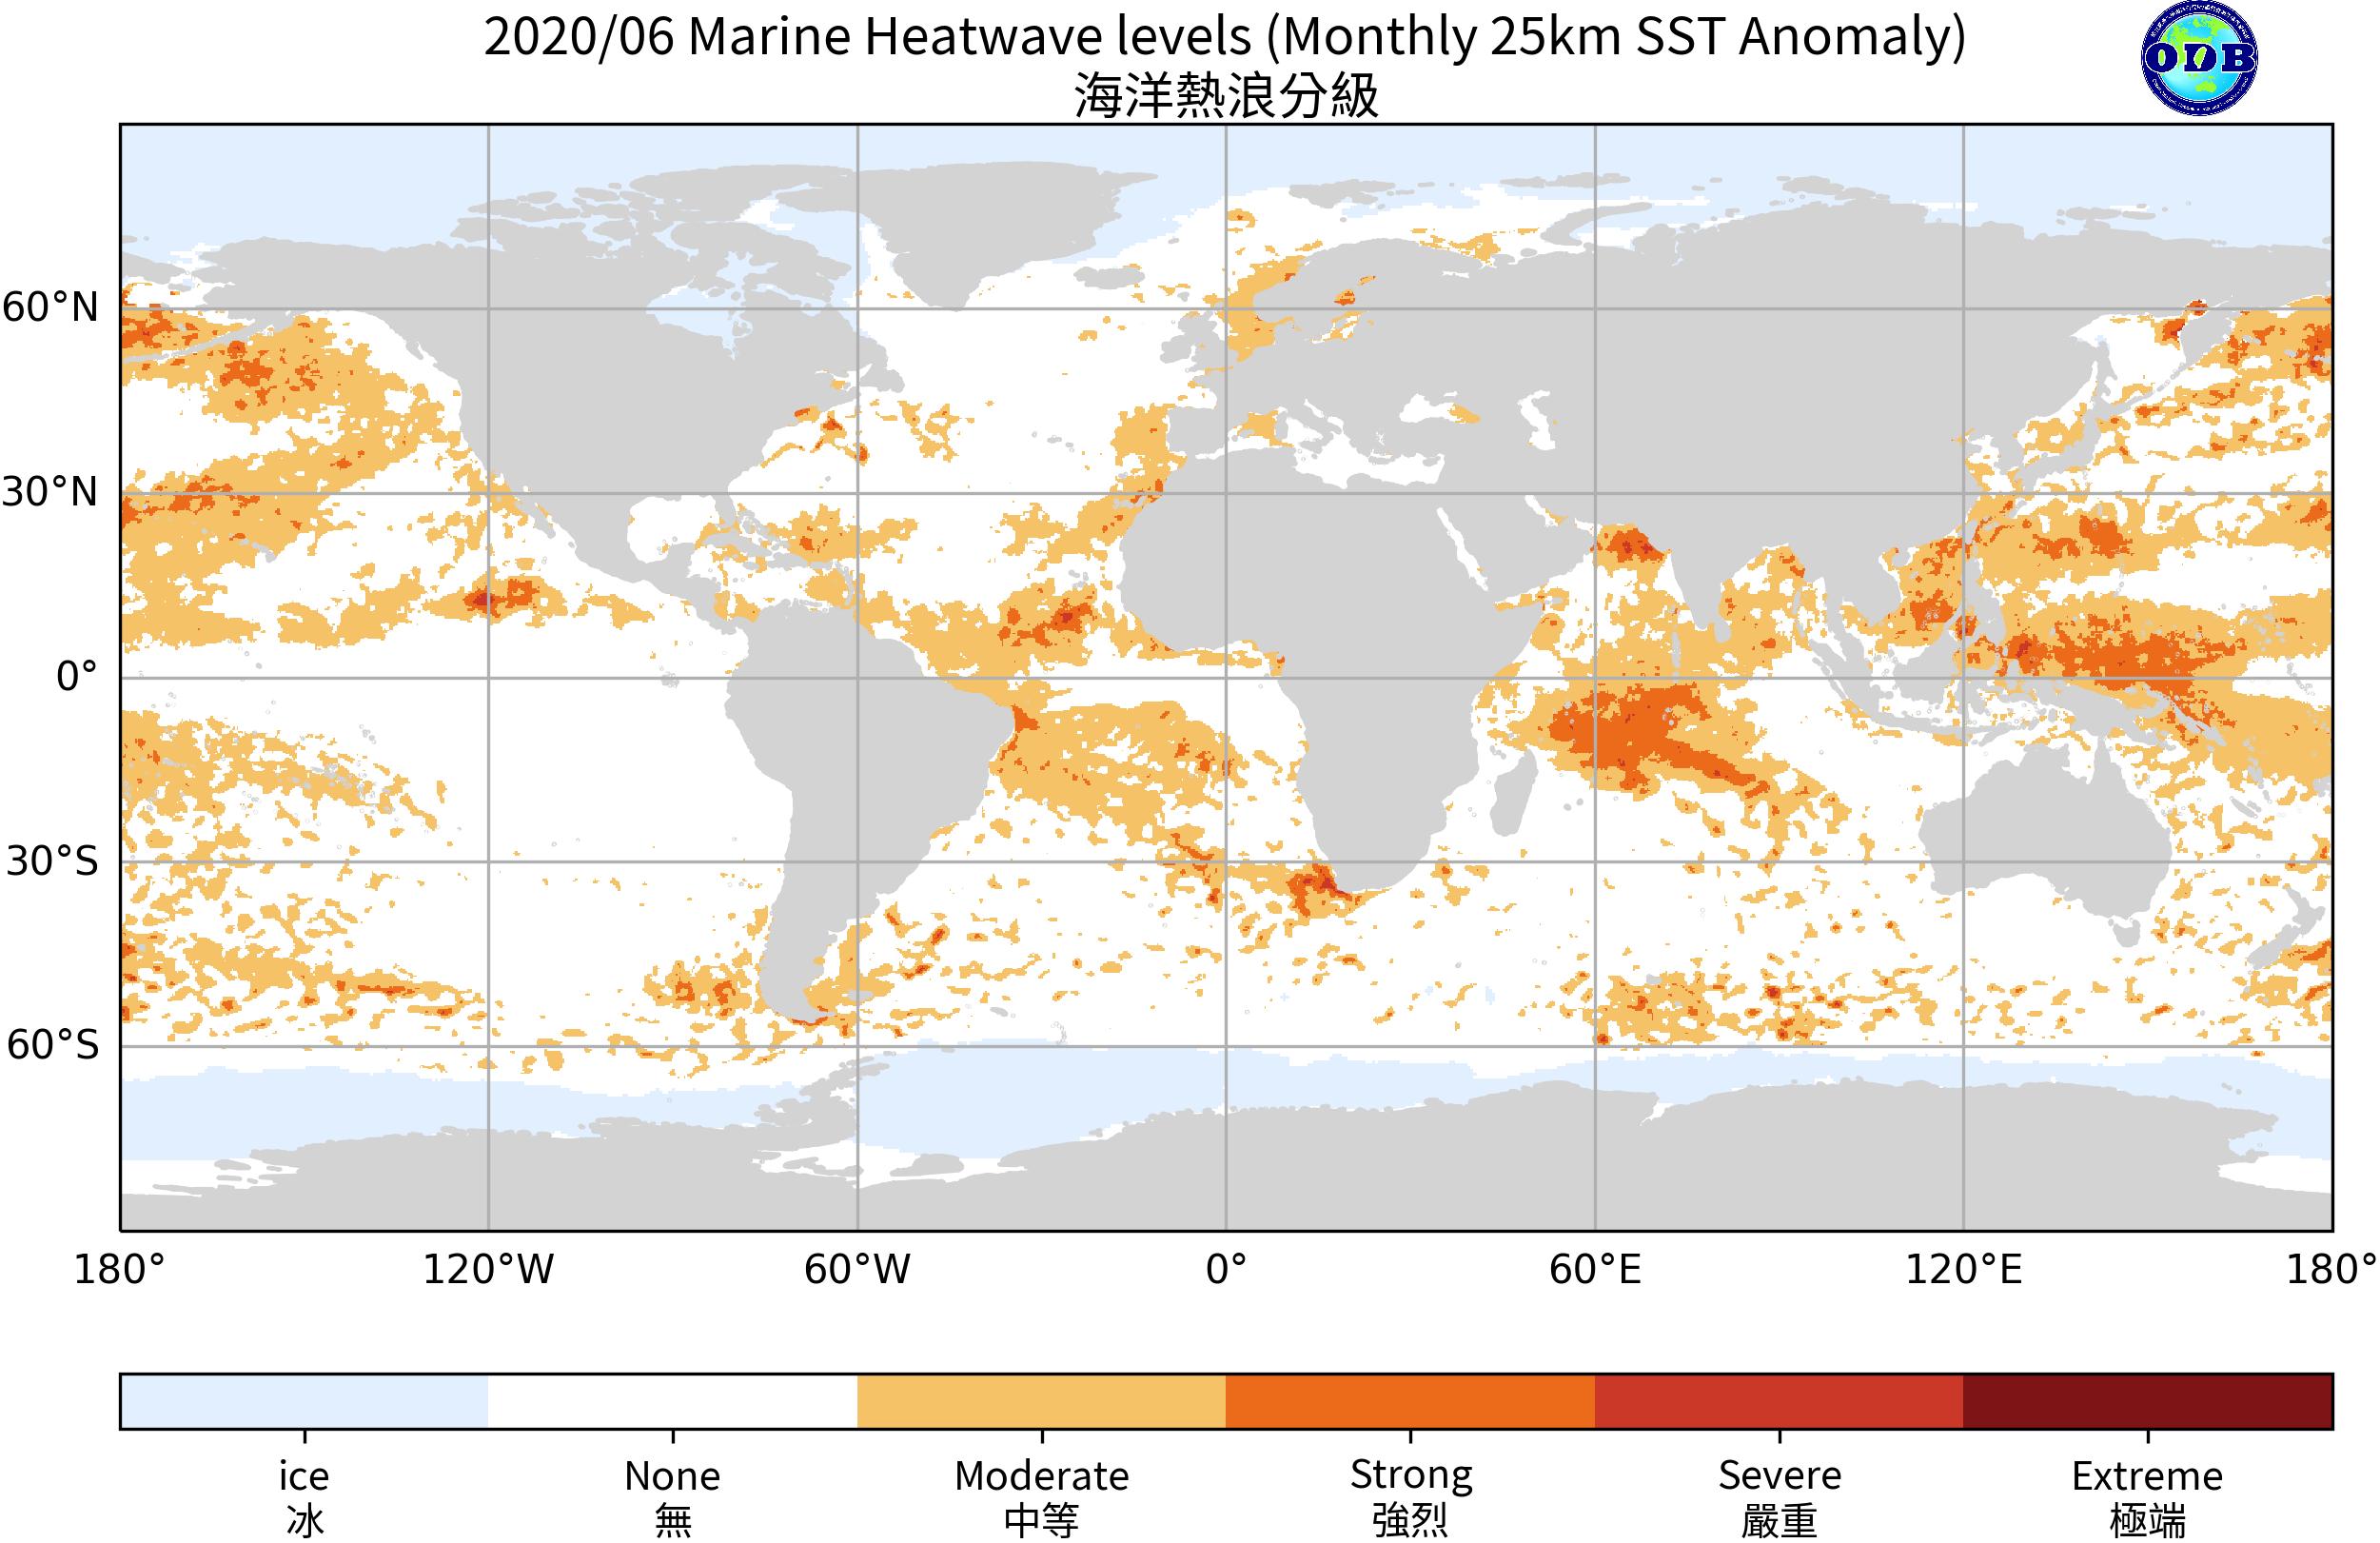 2020/06 Marine Heatwave levels (Monthly 25km SST Anomaly)
海洋熱浪分級
ODB
60°N
30°N
0°
30°S
60°S
180° 120°W 60°W 0° 60°E 120°E 180°
ice None Moderate Strong Severe Extreme
冰 無 中等 強烈 嚴重 極端